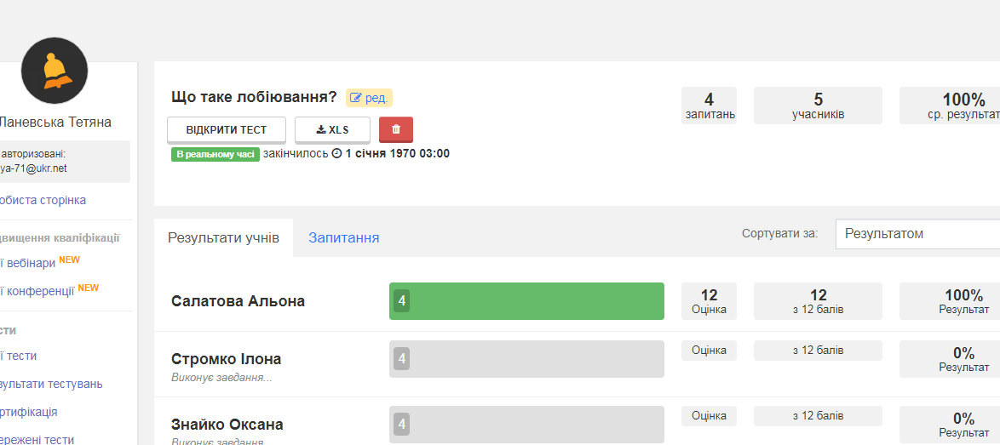 Ланевська Тетяна
авторизовані:
ya-71@ukr.net
обиста сторінка
двищення кваліфікації
ї вебінари NEW
ї конференції NEW
сти
ї тести
зультати тестувань
ртифікація
ережені тести
Що таке лобіювання? ред.
ВІДКРИТИ ТЕСТ XLS
В реальному часі закінчилось 1 січня 1970 03:00
4 запитань
5 учасників
100% ср. результат
Результати учнів Запитання
Сортувати за: Результатом
Салатова Альона 4 12 Оцінка 12 з 12 балів 100% Результат
Стромко Ілона 4 Оцінка з 12 балів 0% Результат
Виконує завдання...
Знайко Оксана 4 Оцінка з 12 балів 0% Результат
Виконує завдання...